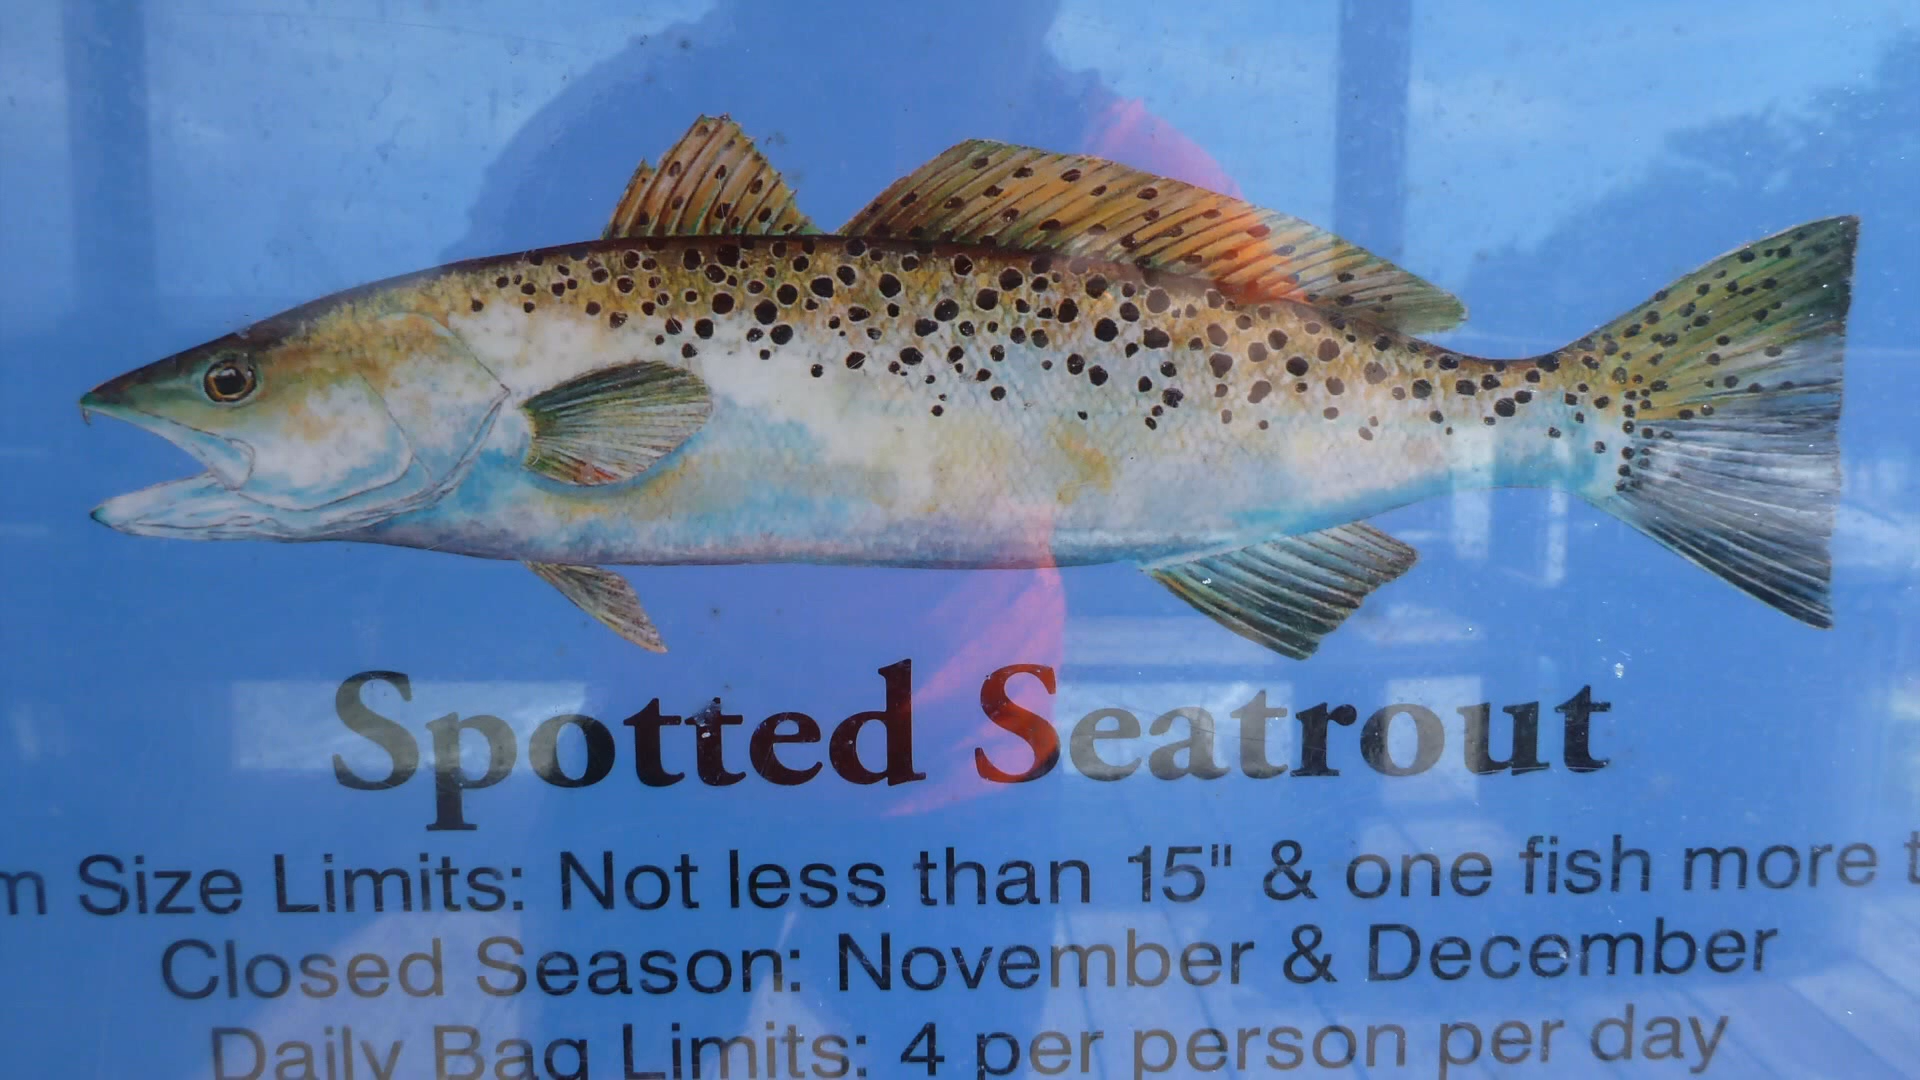 Spotted Seatrout
m Size Limits: Not less than 15" & one fish more t
Closed Season: November & December
Daily Bag Limits: 4 per person per day